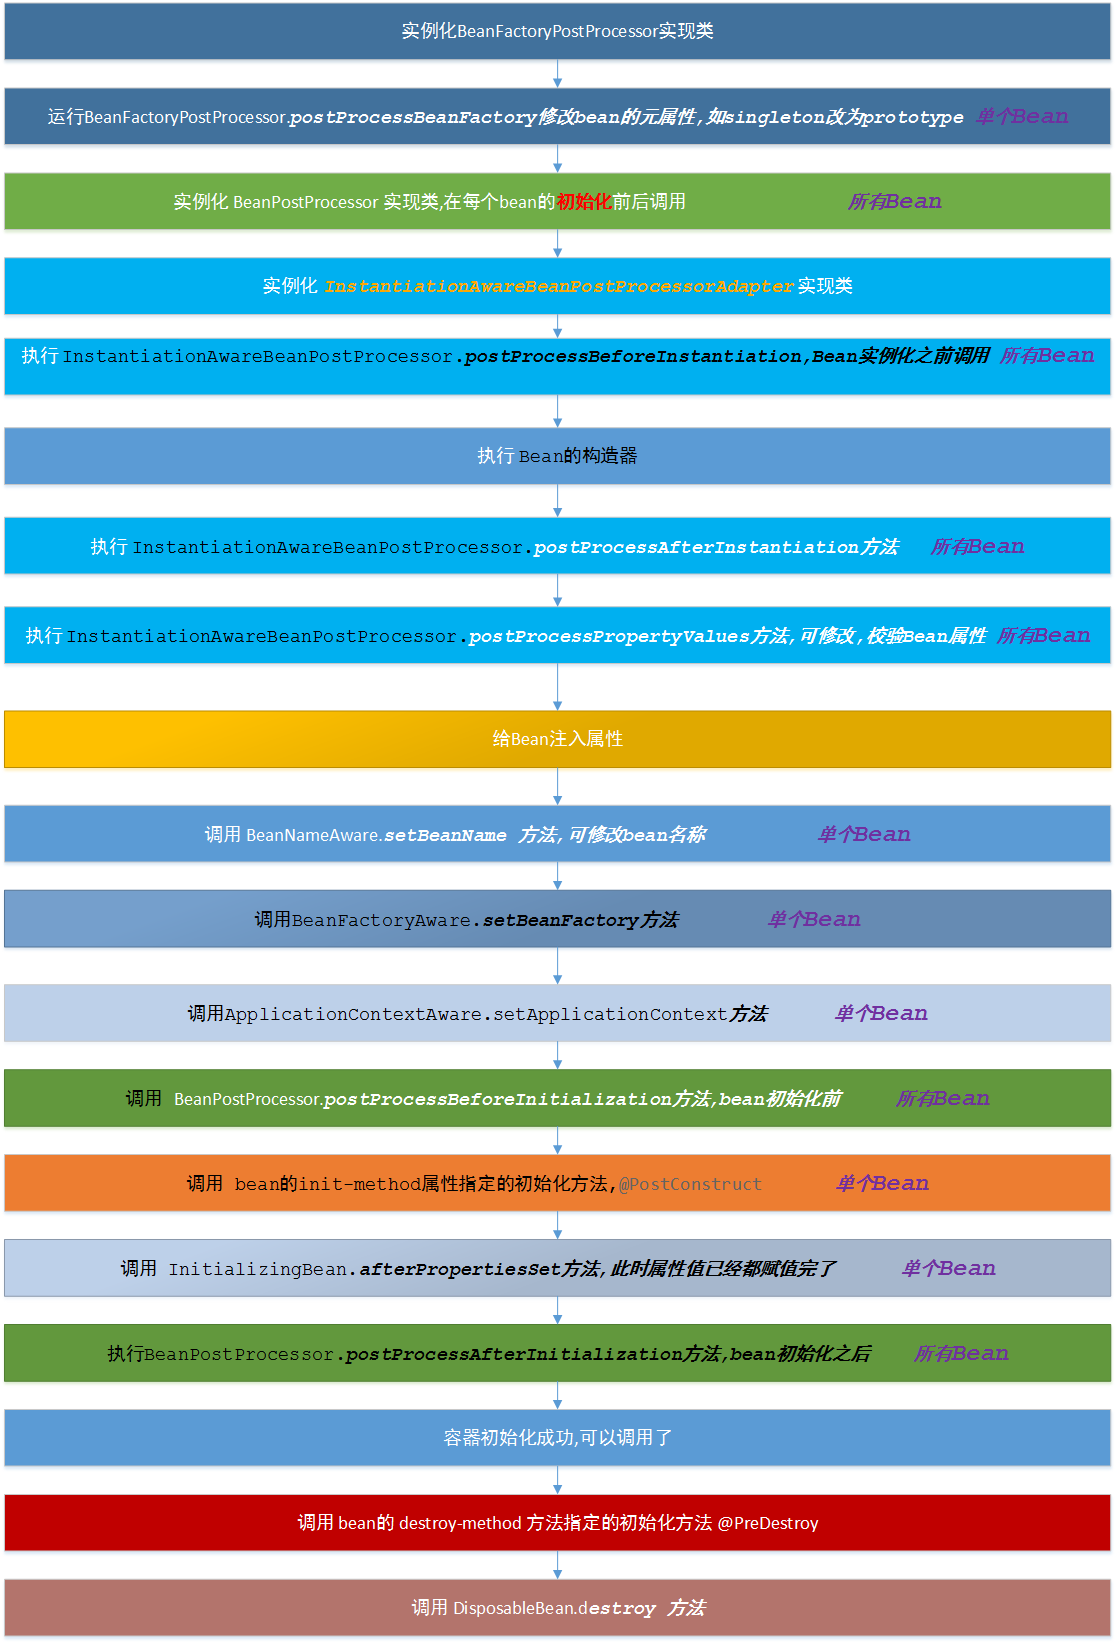 实例化BeanFactoryPostProcessor实现类
运行BeanFactoryPostProcessor.postProcessBeanFactory修改bean的元属性,如singleton改为prototype 单个Bean
实例化 BeanPostProcessor 实现类,在每个bean的初始化前后调用 所有Bean
实例化 InstantiationAwareBeanPostProcessorAdapter 实现类
执行 InstantiationAwareBeanPostProcessor.postProcessBeforeInstantiation,Bean实例化之前调用 所有Bean
执行 Bean的构造器
执行 InstantiationAwareBeanPostProcessor.postProcessAfterInstantiation方法 所有Bean
执行 InstantiationAwareBeanPostProcessor.postProcessPropertyValues方法,可修改,校验Bean属性 所有Bean
给Bean注入属性
调用 BeanNameAware.setBeanName 方法,可修改bean名称 单个Bean
调用BeanFactoryAware.setBeanFactory方法 单个Bean
调用ApplicationContextAware.setApplicationContext方法 单个Bean
调用 BeanPostProcessor.postProcessBeforeInitialization方法,bean初始化前 所有Bean
调用 bean的init-method属性指定的初始化方法,@PostConstruct 单个Bean
调用 InitializingBean.afterPropertiesSet方法,此时属性值已经都赋值完了 单个Bean
执行BeanPostProcessor.postProcessAfterInitialization方法,bean初始化之后 所有Bean
容器初始化成功,可以调用了
调用 bean的 destroy-method 方法指定的初始化方法 @PreDestroy
调用 DisposableBean.destroy 方法